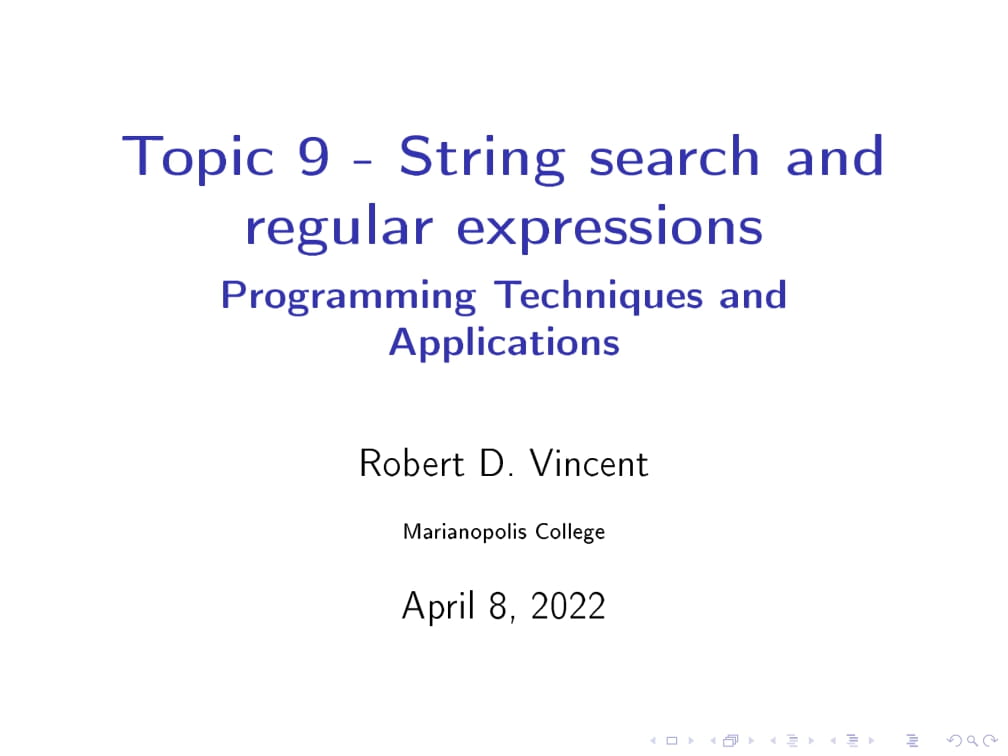 Topic 9 - String search and
regular expressions
Programming Techniques and
Applications
Robert D. Vincent
Marianopolis College
April 8, 2022